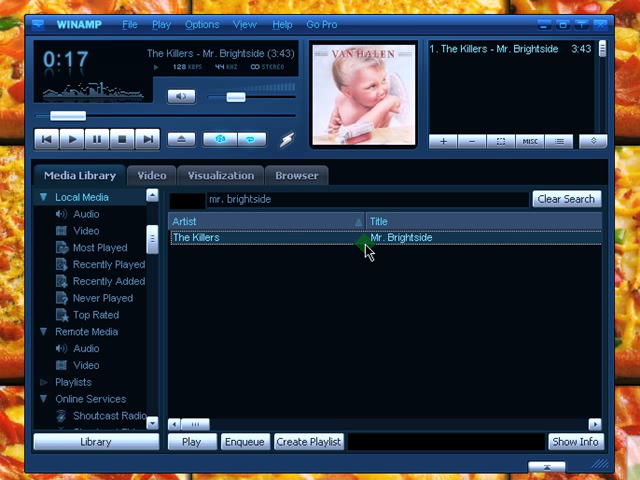 WINAMP File Play Options View Help Go Pro
0:17 The Killers - Mr. Brightside (3:43)
128 KBPS 44 KHZ STEREO
VAN HALEN
1. The Killers - Mr. Brightside 3:43
MISC
Media Library Video Visualization Browser
Local Media
Audio
Video
Most Played
Recently Played
Recently Added
Never Played
Top Rated
Remote Media
Audio
Video
Playlists
Online Services
Shoutcast Radio
Library
mr. brightside Clear Search
Artist Title
The Killers Mr. Brightside
Play Enqueue Create Playlist Show Info